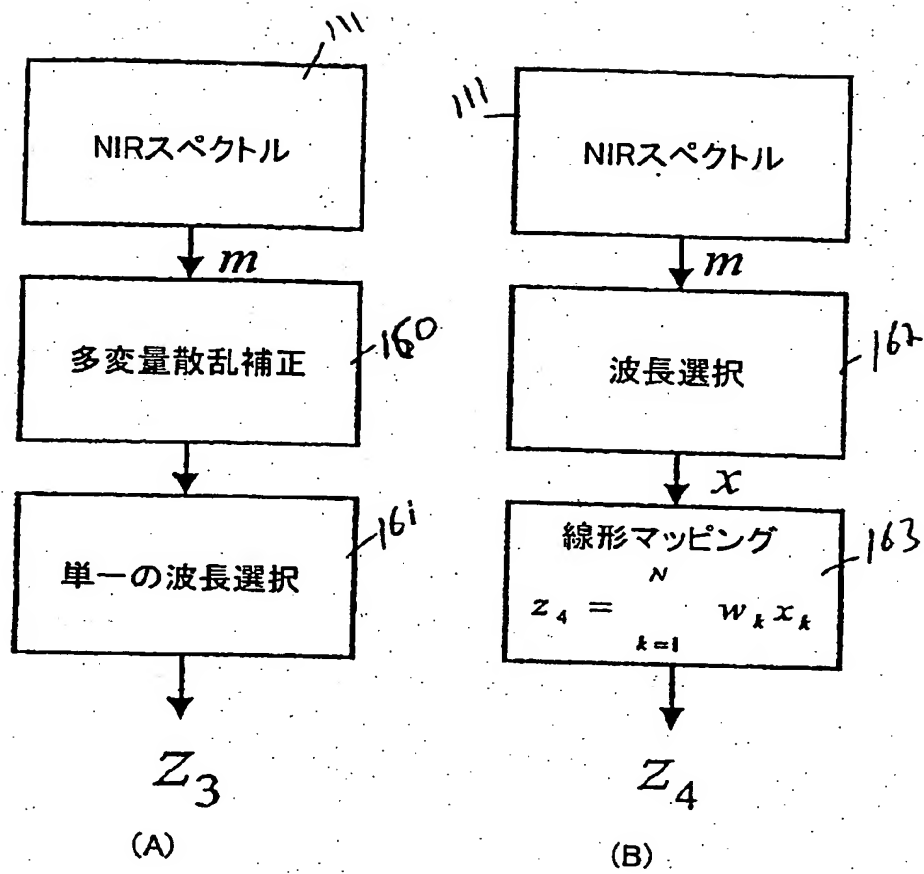 111
NIRスペクトル
m
多変量散乱補正
160
単一の波長選択
161
Z3
(A)
111
NIRスペクトル
m
波長選択
162
x
線形マッピング
N
z4 = wk xk
k=1
163
Z4
(B)